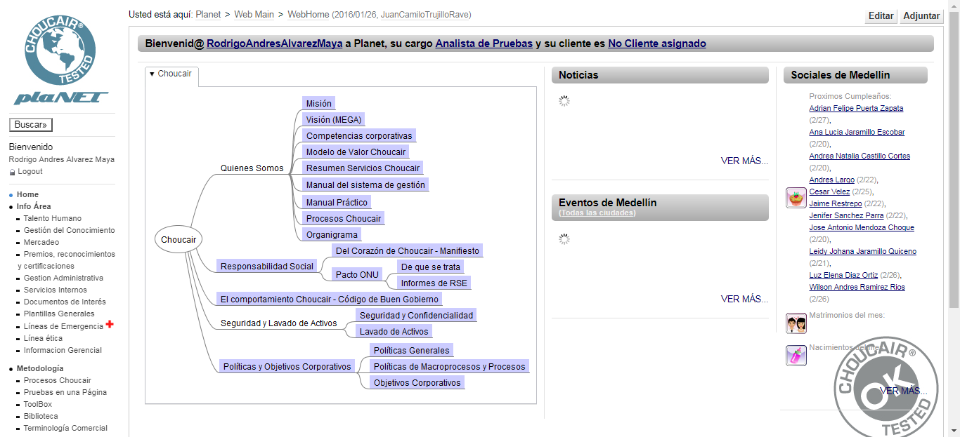 CHOUCAIR®
TESTED
plaNET
Buscar»
Bienvenido
Rodrigo Andres Alvarez Maya
Logout
Home
Info Área
Talento Humano
Gestión del Conocimiento
Mercadeo
Premios, reconocimientos
y certificaciones
Gestion Administrativa
Servicios Internos
Documentos de Interés
Plantillas Generales
Líneas de Emergencia
Línea ética
Informacion Gerencial
Metodología
Procesos Choucair
Pruebas en una Página
ToolBox
Biblioteca
Terminología Comercial
Usted está aquí: Planet > Web Main > WebHome (2016/01/26, JuanCamiloTrujilloRave)
Editar Adjuntar
Bienvenid@ RodrigoAndresAlvarezMaya a Planet, su cargo Analista de Pruebas y su cliente es No Cliente asignado
Choucair
Choucair
Quienes Somos
Misión
Visión (MEGA)
Competencias corporativas
Modelo de Valor Choucair
Resumen Servicios Choucair
Manual del sistema de gestión
Manual Práctico
Procesos Choucair
Organigrama
Responsabilidad Social
Del Corazón de Choucair - Manifiesto
Pacto ONU
De que se trata
Informes de RSE
El comportamiento Choucair - Código de Buen Gobierno
Seguridad y Lavado de Activos
Seguridad y Confidencialidad
Lavado de Activos
Políticas y Objetivos Corporativos
Políticas Generales
Políticas de Macroprocesos y Procesos
Objetivos Corporativos
Noticias
VER MÁS...
Eventos de Medellín
(Todas las ciudades)
VER MÁS...
Sociales de Medellín
Proximos Cumpleaños:
Adrian Felipe Puerta Zapata
(2/27),
Ana Lucia Jaramillo Escobar
(2/20),
Andrea Natalia Castillo Cortes
(2/20),
Andres Largo (2/22),
Cesar Velez (2/25),
Jaime Restrepo (2/22),
Jenifer Sanchez Parra (2/22),
Jose Antonio Mendoza Choque
(2/20),
Leidy Johana Jaramillo Quiceno
(2/21),
Luz Elena Diaz Ortiz (2/26),
Wilson Andres Ramirez Rios
(2/26)
Matrimonios del mes:
Nacimientos del mes:
VER MÁS...
CHOUCAIR®
OK
TESTED